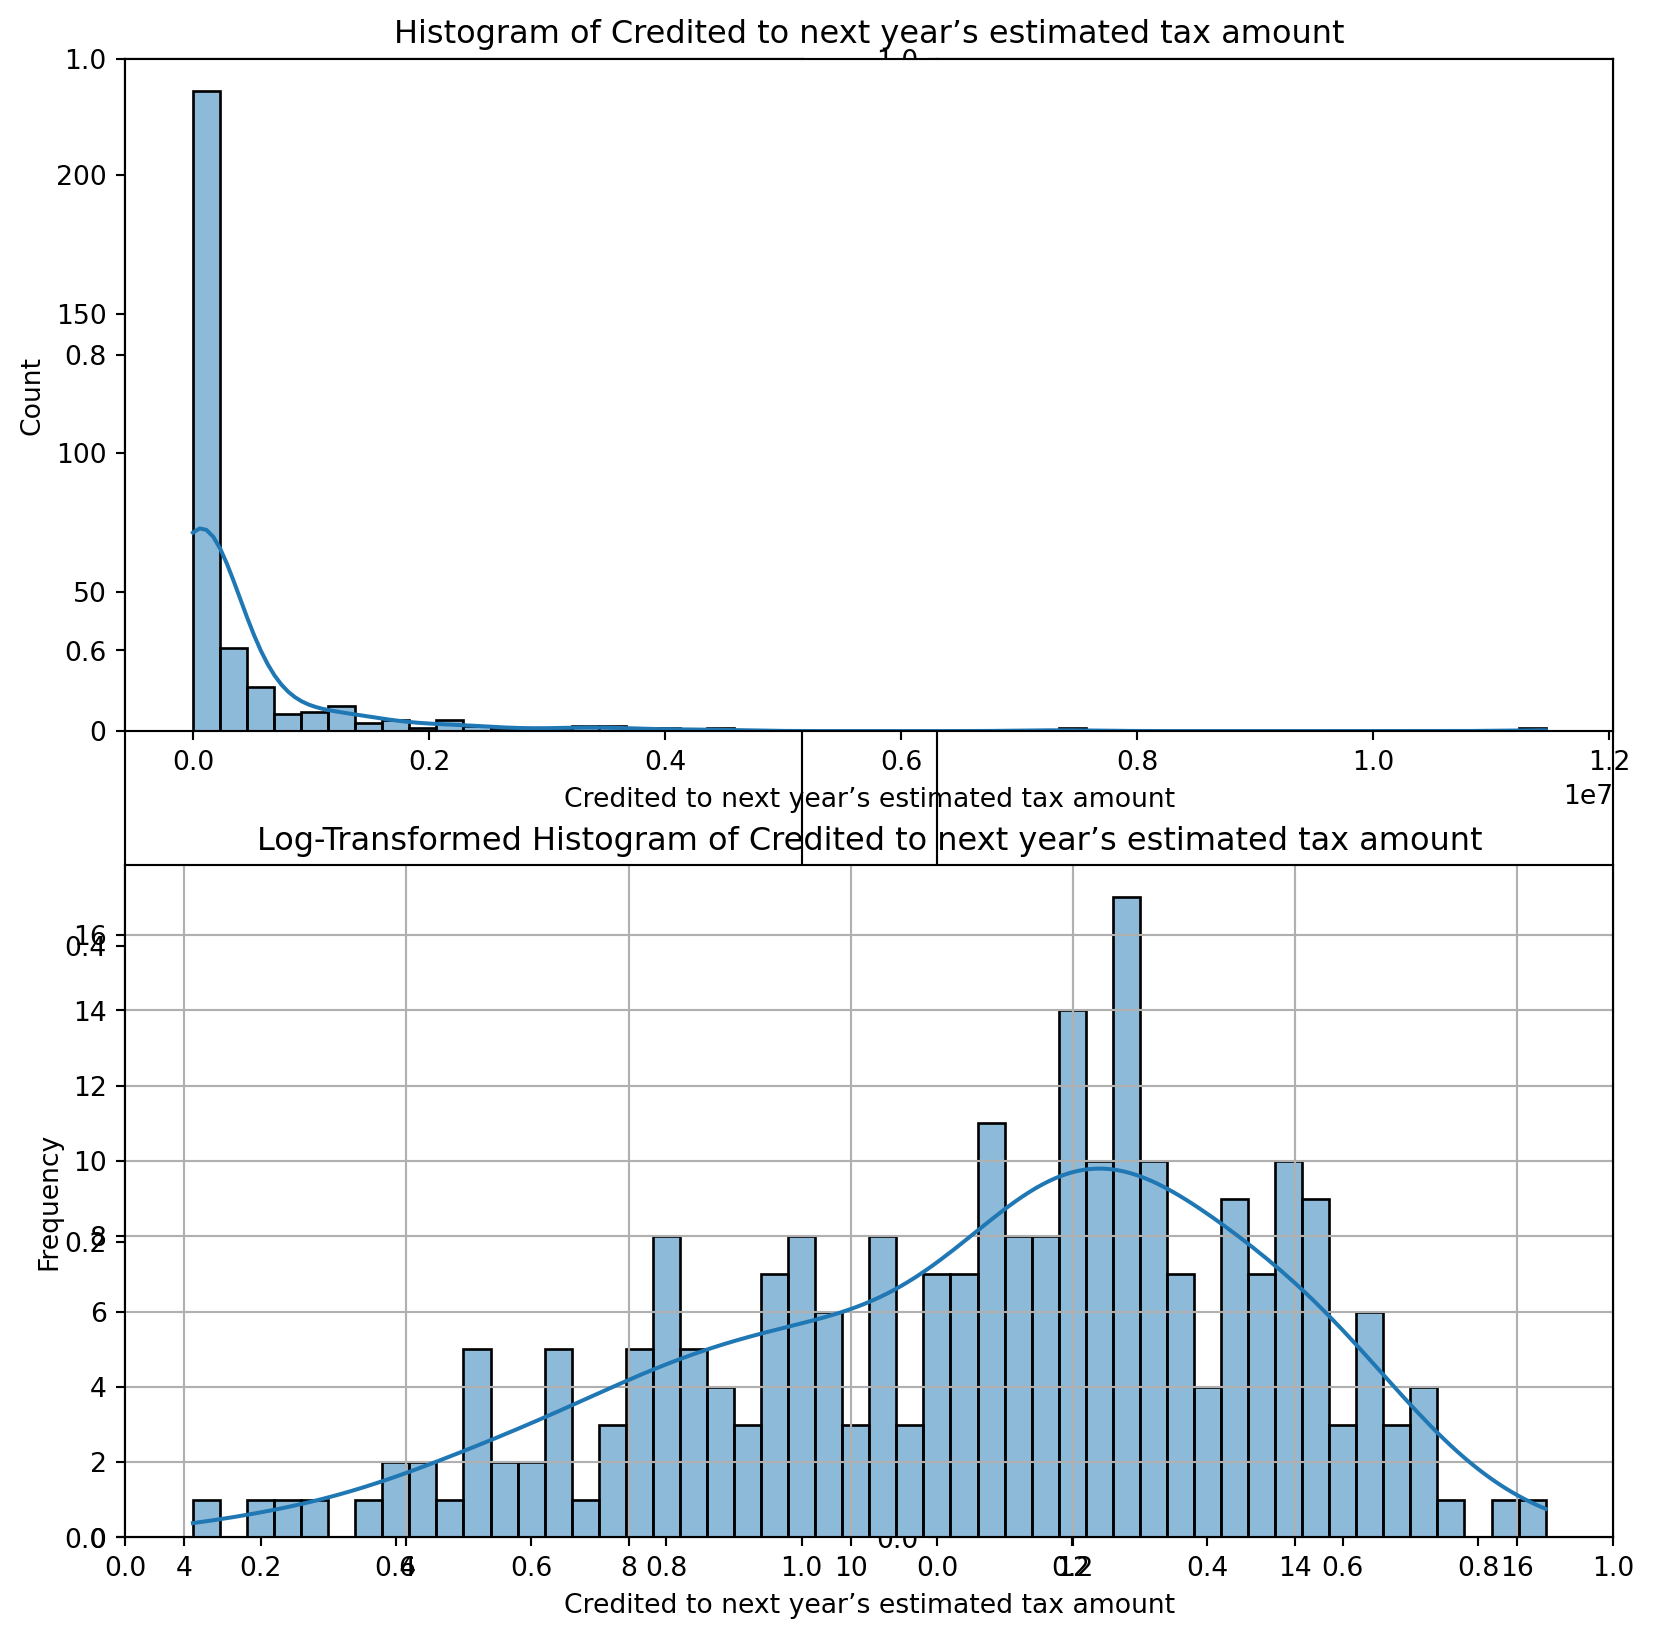 Histogram of Credited to next year’s estimated tax amount
1.0
1.0
200
150
0.8
Count
100
50
0.6
0
0.0 0.2 0.4 0.6 0.8 1.0 1.2
Credited to next year’s estimated tax amount
1e7
Log-Transformed Histogram of Credited to next year’s estimated tax amount
16
0.4
14
12
10
Frequency
8
0.2
6
4
2
0.0
0
0.0
0.0 4 0.2 0.4 6 0.6 8 0.8 1.0 10 0.0 0.2 12 0.4 14 0.6 0.8 16 1.0
Credited to next year’s estimated tax amount